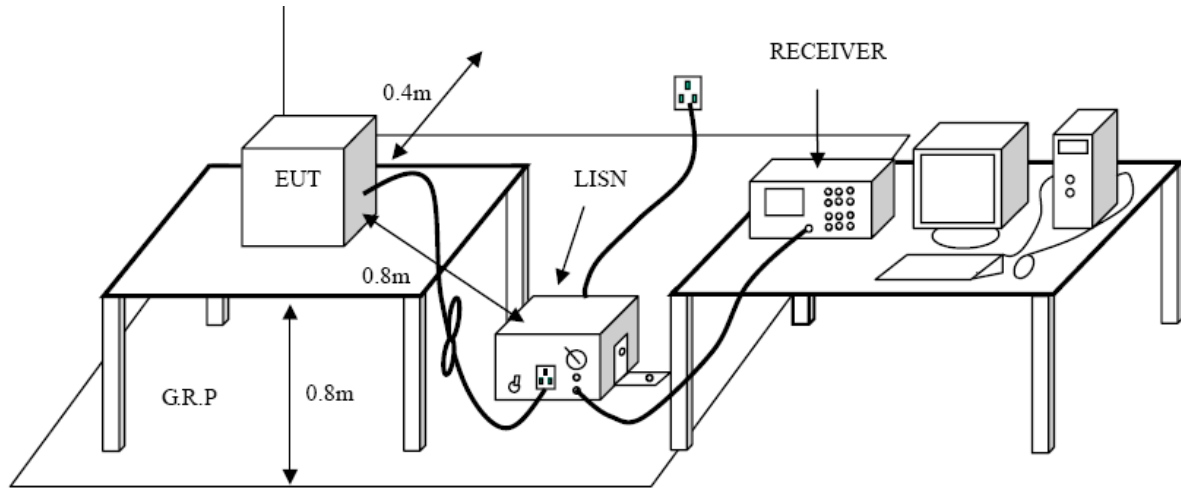 RECEIVER
0.4m
EUT
LISN
0.8m
G.R.P
0.8m